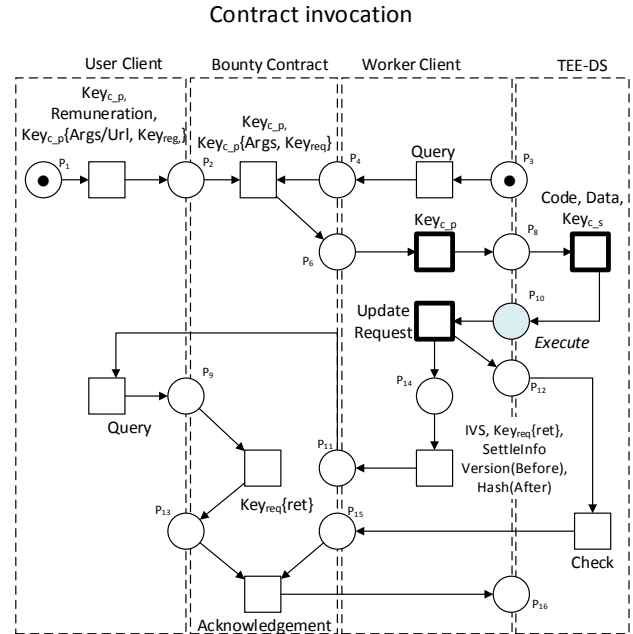 Contract invocation
User Client
Bounty Contract
Worker Client
TEE-DS
Key_c_p,
Remuneration,
Key_c_p{Args/Url, Key_reg,}
Key_c_p,
Key_c_p{Args, Key_req}
Query
P1
P2
P4
P3
Code, Data,
Key_c_s
Key_c_p
P6
P8
P10
Update
Request
Execute
P9
P14
P12
Query
IVS, Key_req{ret},
SettleInfo
Version(Before),
Hash(After)
P11
Key_req{ret}
P13
P15
Check
P16
Acknowledgement